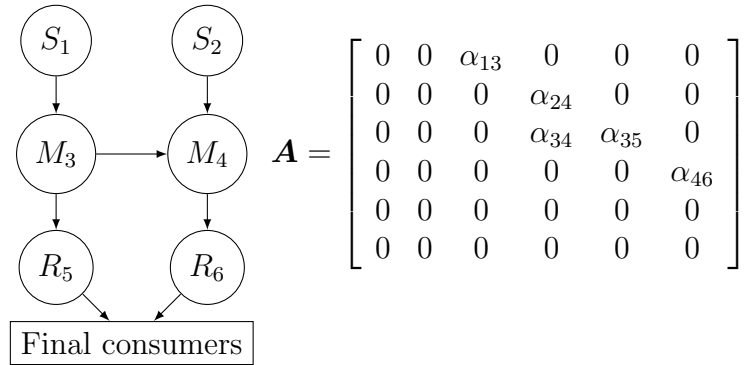 S₁ S₂
M₃ M₄
R₅ R₆
Final consumers
A =
0 0 α₁₃ 0 0 0
0 0 0 α₂₄ 0 0
0 0 0 α₃₄ α₃₅ 0
0 0 0 0 0 α₄₆
0 0 0 0 0 0
0 0 0 0 0 0